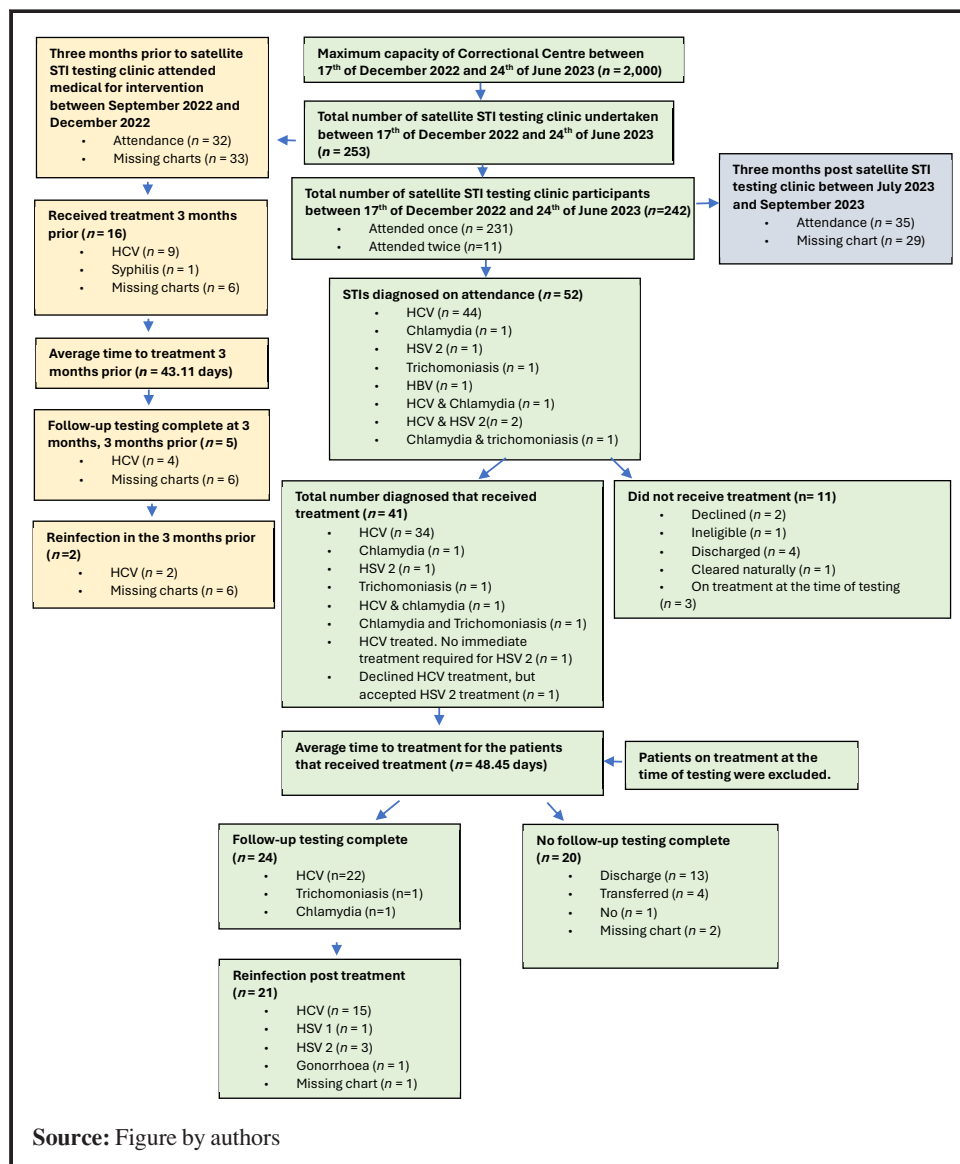 Maximum capacity of Correctional Centre between
17th of December 2022 and 24th of June 2023 (n = 2,000)
Three months prior to satellite
STI testing clinic attended
medical for intervention
between September 2022 and
December 2022
• Attendance (n = 32)
• Missing charts (n = 33)
Total number of satellite STI testing clinic undertaken
between 17th of December 2022 and 24th of June 2023
(n = 253)
Total number of satellite STI testing clinic participants
between 17th of December 2022 and 24th of June 2023 (n=242)
• Attended once (n = 231)
• Attended twice (n=11)
Three months post satellite STI
testing clinic between July 2023
and September 2023
• Attendance (n = 35)
• Missing chart (n = 29)
Received treatment 3 months
prior (n = 16)
• HCV (n = 9)
• Syphilis (n = 1)
• Missing charts (n = 6)
Average time to treatment 3
months prior (n = 43.11 days)
Follow-up testing complete at 3
months, 3 months prior (n = 5)
• HCV (n = 4)
• Missing charts (n = 6)
Reinfection in the 3 months prior
(n=2)
• HCV (n = 2)
• Missing charts (n = 6)
STIs diagnosed on attendance (n = 52)
• HCV (n = 44)
• Chlamydia (n = 1)
• HSV 2 (n = 1)
• Trichomoniasis (n = 1)
• HBV (n = 1)
• HCV & Chlamydia (n = 1)
• HCV & HSV 2(n = 2)
• Chlamydia & trichomoniasis (n = 1)
Total number diagnosed that received
treatment (n = 41)
• HCV (n = 34)
• Chlamydia (n = 1)
• HSV 2 (n = 1)
• Trichomoniasis (n = 1)
• HCV & chlamydia (n = 1)
• Chlamydia and Trichomoniasis (n = 1)
• HCV treated. No immediate
treatment required for HSV 2 (n = 1)
• Declined HCV treatment, but
accepted HSV 2 treatment (n = 1)
Did not receive treatment (n= 11)
• Declined (n = 2)
• Ineligible (n = 1)
• Discharged (n = 4)
• Cleared naturally (n = 1)
• On treatment at the time of testing
(n = 3)
Average time to treatment for the patients
that received treatment (n = 48.45 days)
Patients on treatment at the
time of testing were excluded.
Follow-up testing complete
(n = 24)
• HCV (n=22)
• Trichomoniasis (n=1)
• Chlamydia (n=1)
No follow-up testing complete
(n = 20)
• Discharge (n = 13)
• Transferred (n = 4)
• No (n = 1)
• Missing chart (n = 2)
Reinfection post treatment
(n = 21)
• HCV (n = 15)
• HSV 1 (n = 1)
• HSV 2 (n = 3)
• Gonorrhoea (n = 1)
• Missing chart (n = 1)
Source: Figure by authors